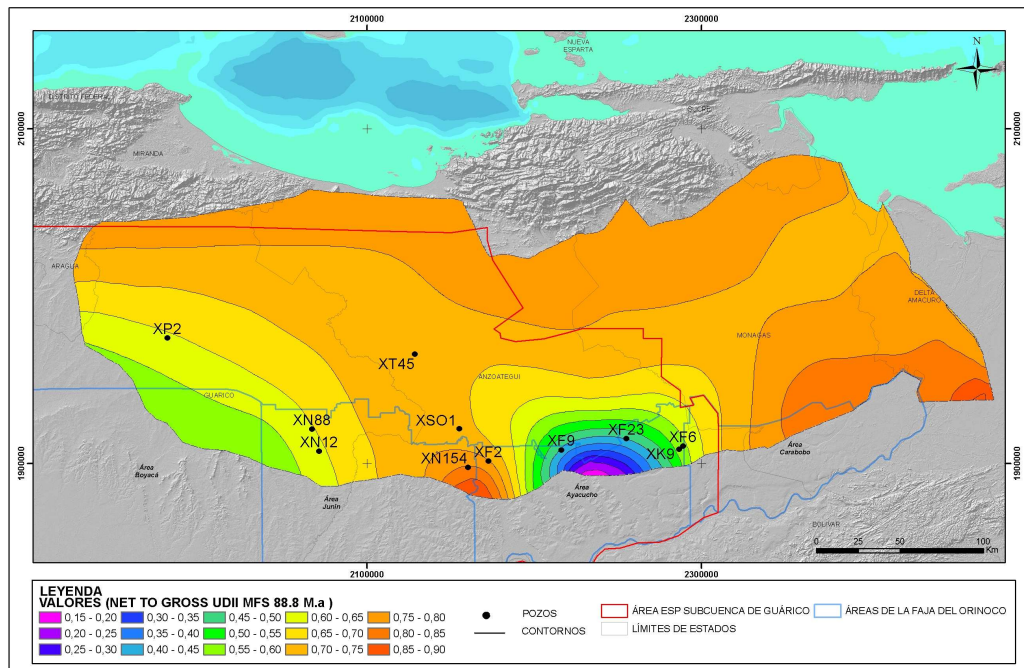 2100000
2300000
NUEVA
ESPARTA
N
2100000
2100000
SUCRE
MIRANDA
ARAGUA
DELTA
AMACURO
XP2
MONAGAS
XT45
ANZOATEGUI
GUARICO
XN88
XSO1
XF23
XN12
XF9
XF6
XF2
XK9
XN154
Área
Carabobo
1900000
1900000
Área
Boyacá
Área
Ayacucho
Área
Junin
BOLIVAR
0 25 50 100
Km
2100000
2300000
LEYENDA
VALORES (NET TO GROSS UDII MFS 88.8 M.a )
0,15 - 0,20 0,30 - 0,35 0,45 - 0,50 0,60 - 0,65 0,75 - 0,80
0,20 - 0,25 0,35 - 0,40 0,50 - 0,55 0,65 - 0,70 0,80 - 0,85
0,25 - 0,30 0,40 - 0,45 0,55 - 0,60 0,70 - 0,75 0,85 - 0,90
POZOS
CONTORNOS
ÁREA ESP SUBCUENCA DE GUÁRICO
LÍMITES DE ESTADOS
ÁREAS DE LA FAJA DEL ORINOCO